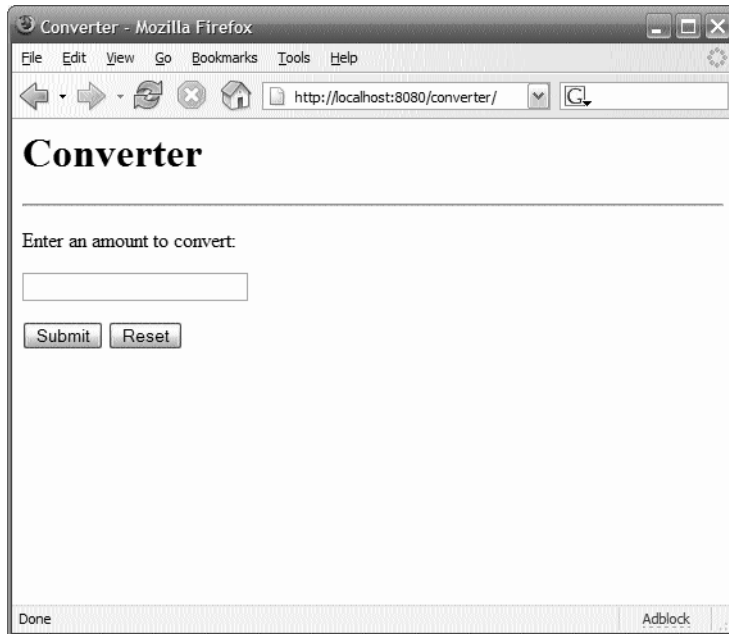 Converter - Mozilla Firefox
File Edit View Go Bookmarks Tools Help
http://localhost:8080/converter/ G
Converter
Enter an amount to convert:
Submit Reset
Done Adblock